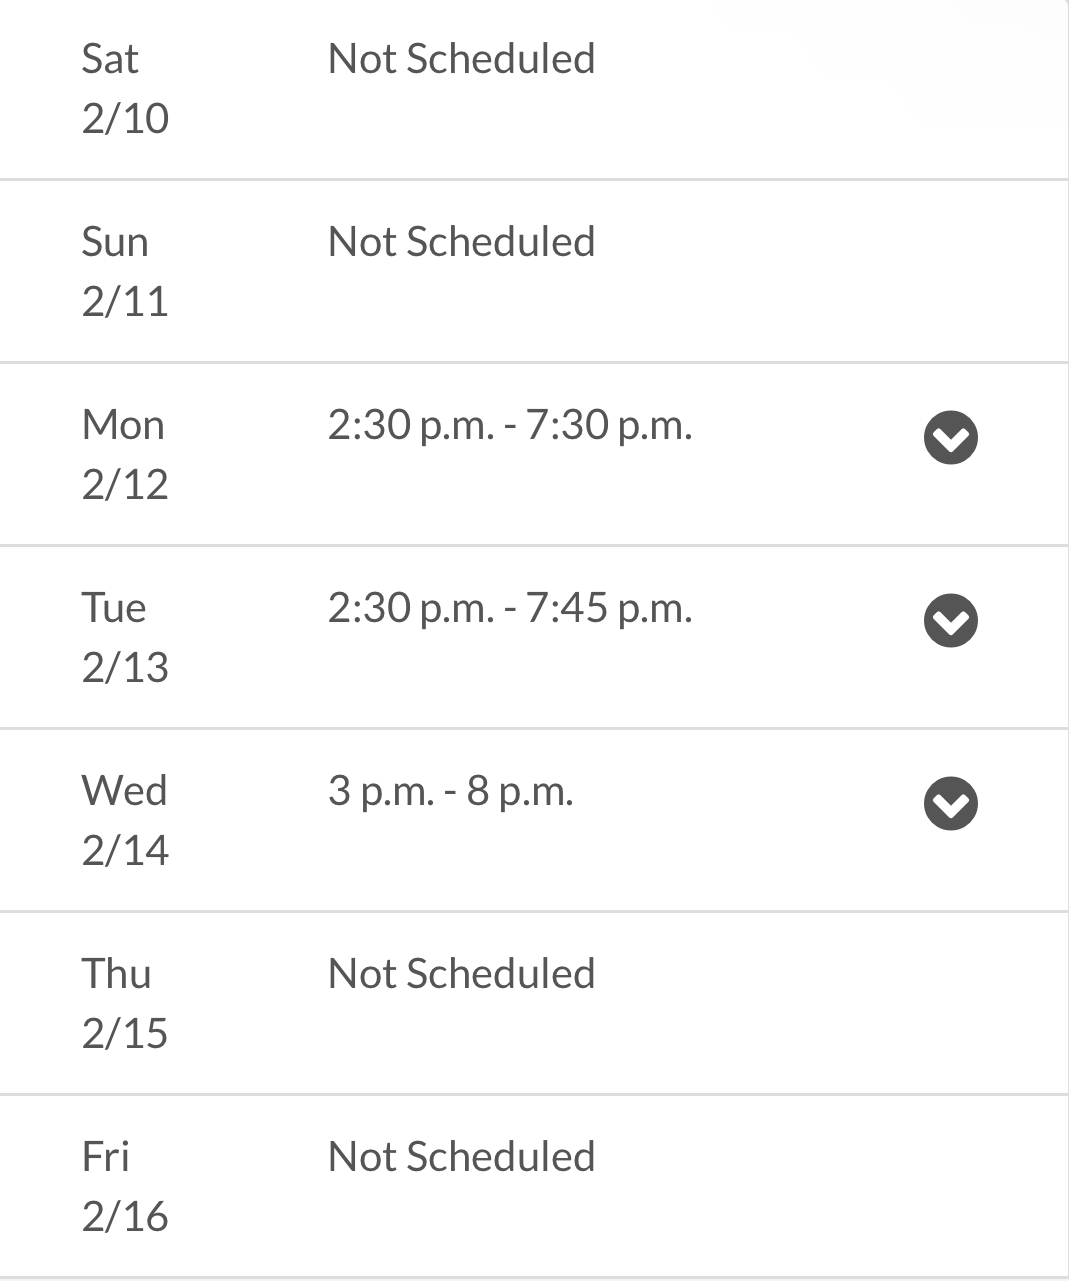 Sat Not Scheduled
2/10
Sun Not Scheduled
2/11
Mon 2:30 p.m. - 7:30 p.m.
2/12
Tue 2:30 p.m. - 7:45 p.m.
2/13
Wed 3 p.m. - 8 p.m.
2/14
Thu Not Scheduled
2/15
Fri Not Scheduled
2/16